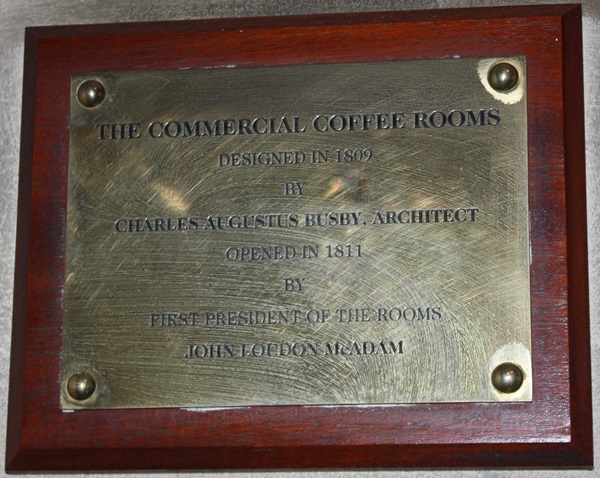 THE COMMERCIAL COFFEE ROOMS
DESIGNED IN 1809
BY
CHARLES AUGUSTUS BUSBY, ARCHITECT
OPENED IN 1811
BY
FIRST PRESIDENT OF THE ROOMS
JOHN LOUDON McADAM